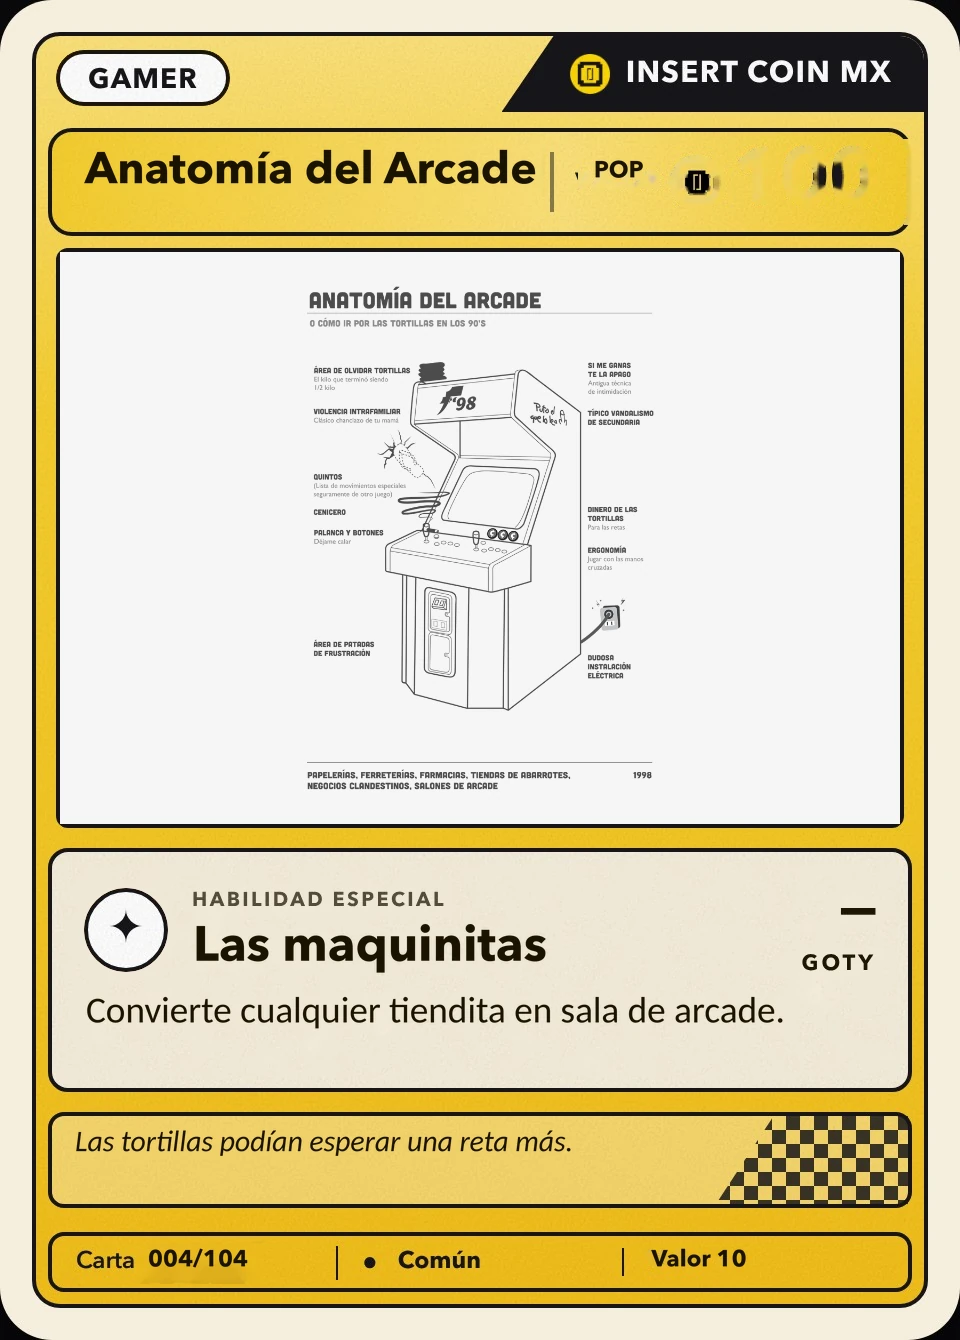 GAMER
INSERT COIN MX
Anatomía del Arcade
POP
ANATOMÍA DEL ARCADE
O CÓMO IR POR LAS TORTILLAS EN LOS 90'S
ÁREA DE OLVIDAR TORTILLAS
El kilo que terminó siendo
1/2 kilo
VIOLENCIA INTRAFAMILIAR
Clásico chanclazo de tu mamá
QUINTOS
(Lista de movimientos especiales
seguramente de otro juego)
CENICERO
PALANCA Y BOTONES
Déjame cidar
ÁREA DE PATADAS
DE FRUSTRACIÓN
'98
SI ME GANAS
TE LA APAGO
Antigua técnica
de intimidación
TÍPICO VANDALISMO
DE SECUNDARIA
DINERO DE LAS
TORTILLAS
Para las retas
ERGONOMÍA
Jugar con las manos
cruzadas
DUDOSA
INSTALACIÓN
ELÉCTRICA
PAPELERÍAS, FERRETERÍAS, FARMACIAS, TIENDAS DE ABARROTES,
NEGOCIOS CLANDESTINOS, SALONES DE ARCADE
1998
HABILIDAD ESPECIAL
Las maquinitas
—
GOTY
Convierte cualquier tiendita en sala de arcade.
Las tortillas podían esperar una reta más.
Carta 004/104
• Común
Valor 10